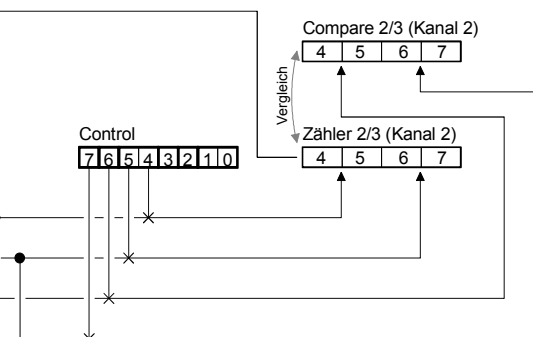 Compare 2/3 (Kanal 2)
4 5 6 7
Vergleich
Zähler 2/3 (Kanal 2)
4 5 6 7
Control
7 6 5 4 3 2 1 0